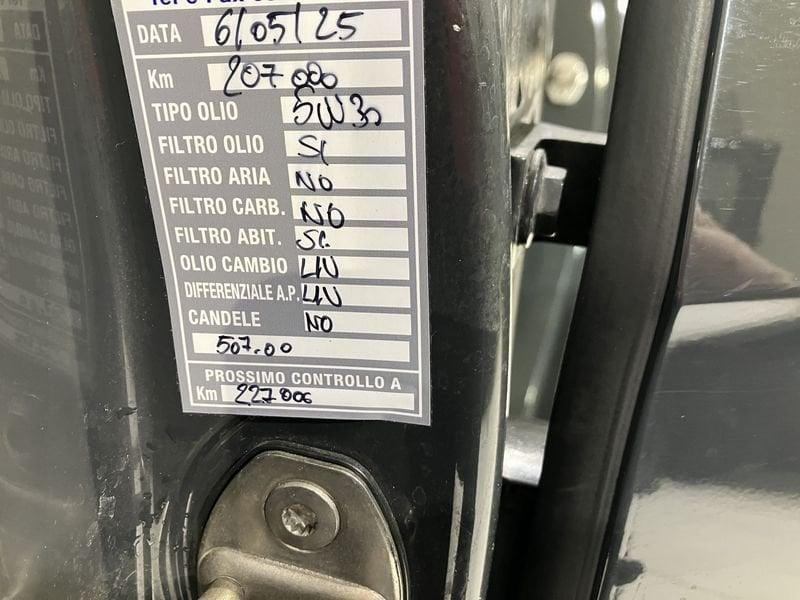 DATA 6/05/25
Km 207000
TIPO OLIO 5W30
FILTRO OLIO SI
FILTRO ARIA NO
FILTRO CARB. NO
FILTRO ABIT. SI
OLIO CAMBIO LIV
DIFFERENZIALE A.P. LIV
CANDELE NO
507.00
PROSSIMO CONTROLLO A
Km 227000